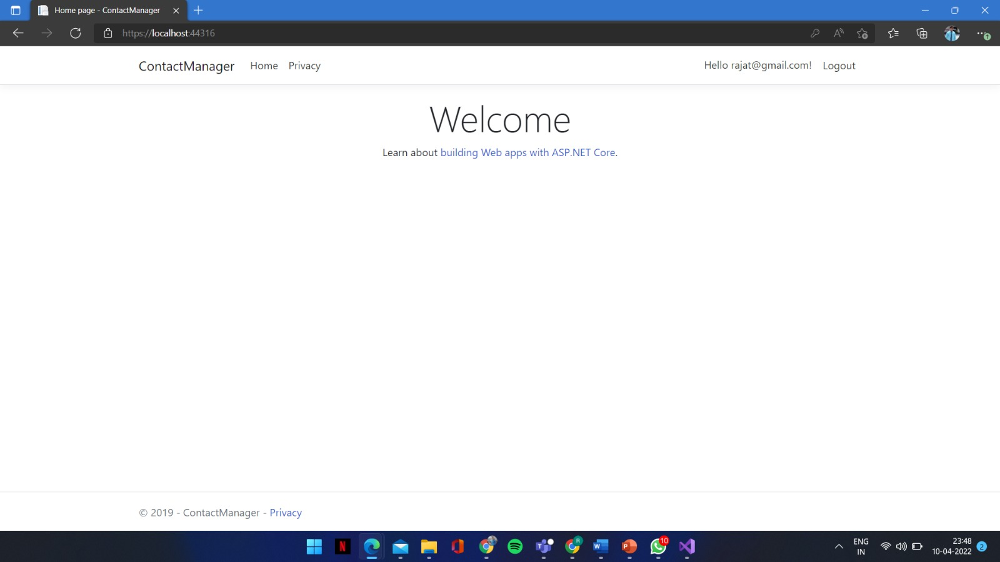 Home page - ContactManager
https://localhost:44316
ContactManager Home Privacy Hello rajat@gmail.com! Logout
Welcome
Learn about building Web apps with ASP.NET Core.
© 2019 - ContactManager - Privacy
N
R
T
W
P
10
ENG
IN
23:48
10-04-2022
2